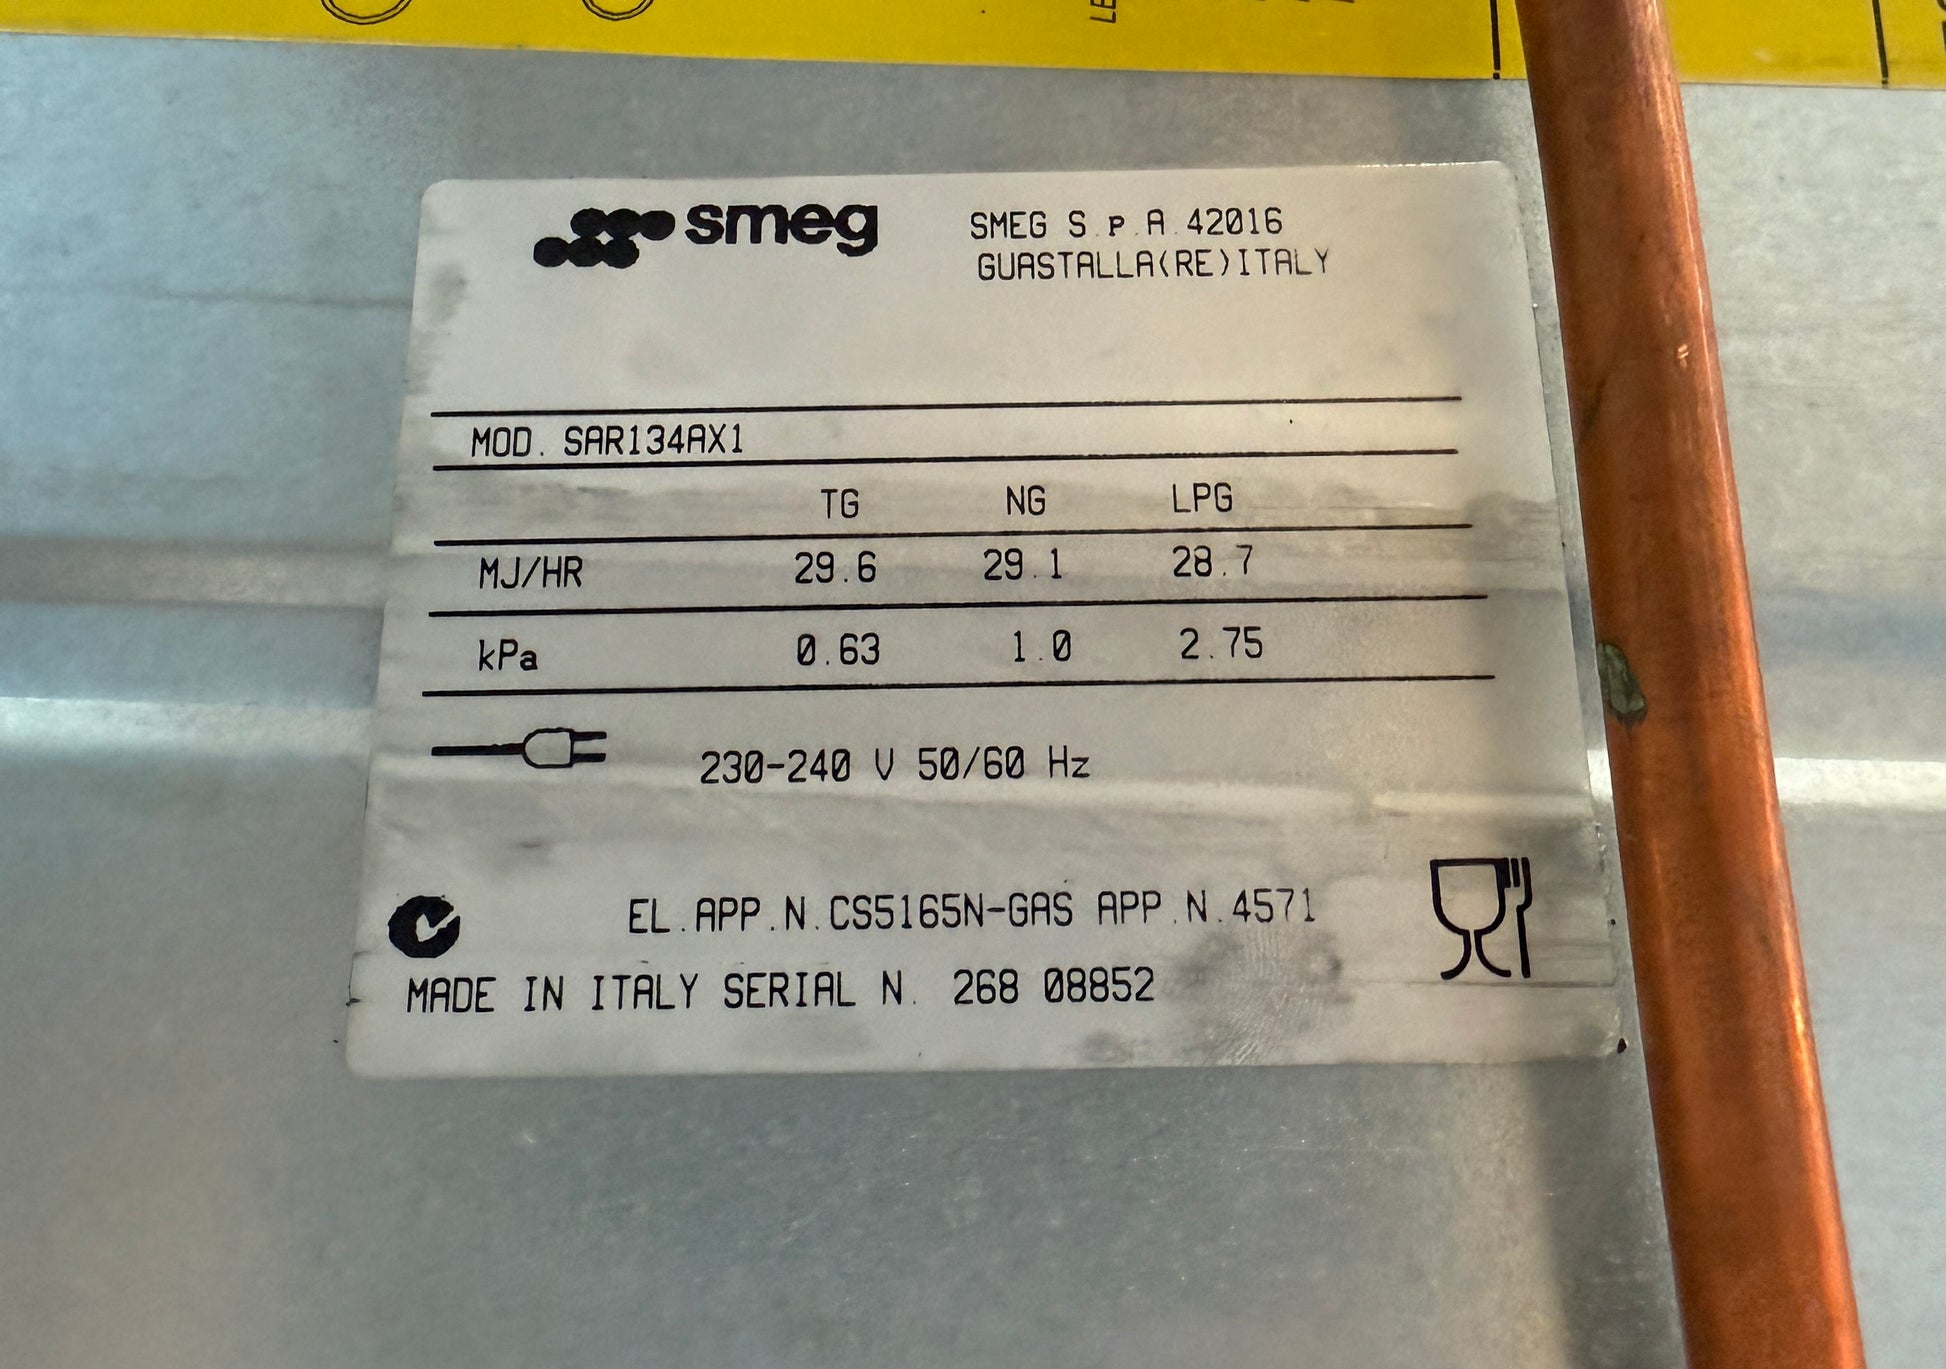 smeg
SMEG S.p.A.42016
GUASTALLA(RE)ITALY
MOD. SAR134AX1
TG NG LPG
MJ/HR 29.6 29.1 28.7
kPa 0.63 1.0 2.75
230-240 V 50/60 Hz
EL.APP.N.CS5165N-GAS APP.N.4571
MADE IN ITALY SERIAL N. 268 08852